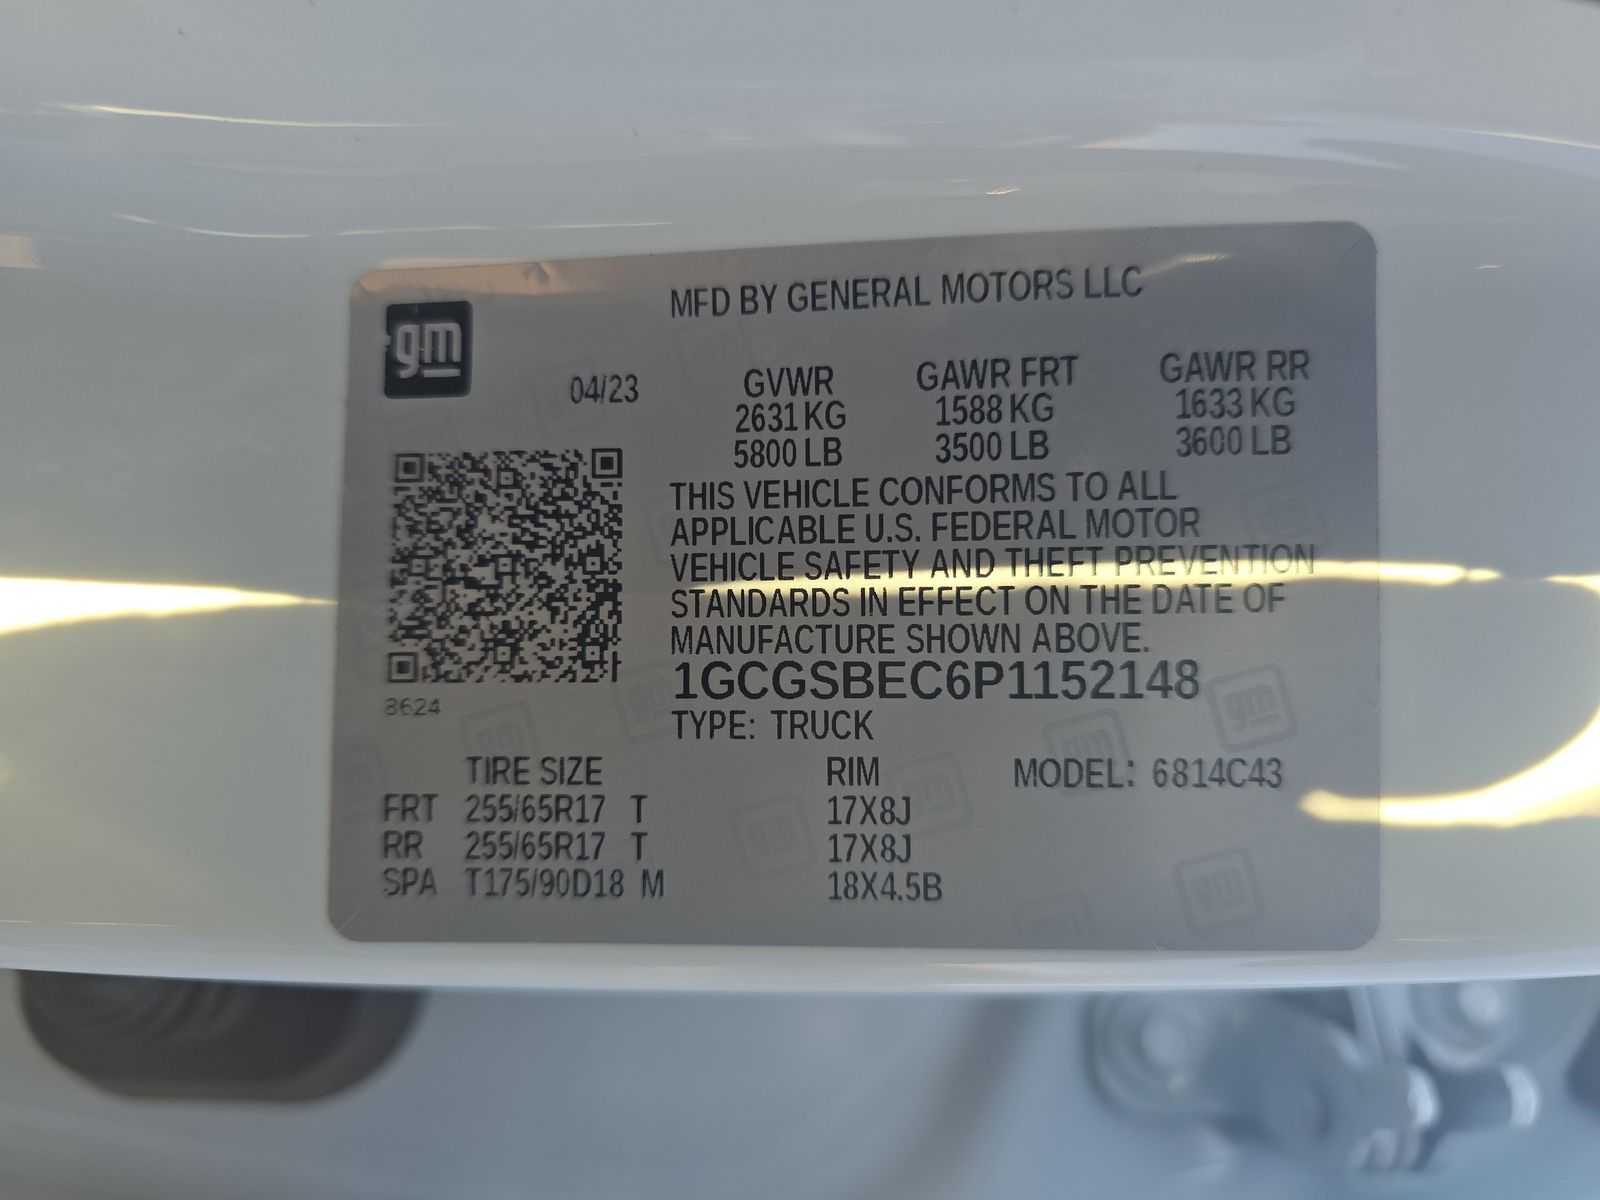 gm
MFD BY GENERAL MOTORS LLC
04/23
GVWR GAWR FRT GAWR RR
2631 KG 1588 KG 1633 KG
5800 LB 3500 LB 3600 LB
THIS VEHICLE CONFORMS TO ALL
APPLICABLE U.S. FEDERAL MOTOR
VEHICLE SAFETY AND THEFT PREVENTION
STANDARDS IN EFFECT ON THE DATE OF
MANUFACTURE SHOWN ABOVE.
1GCGSBEC6P1152148
8624
TYPE: TRUCK
TIRE SIZE RIM MODEL: 6814C43
FRT 255/65R17 T 17X8J
RR 255/65R17 T 17X8J
SPA T175/90D18 M 18X4.5B